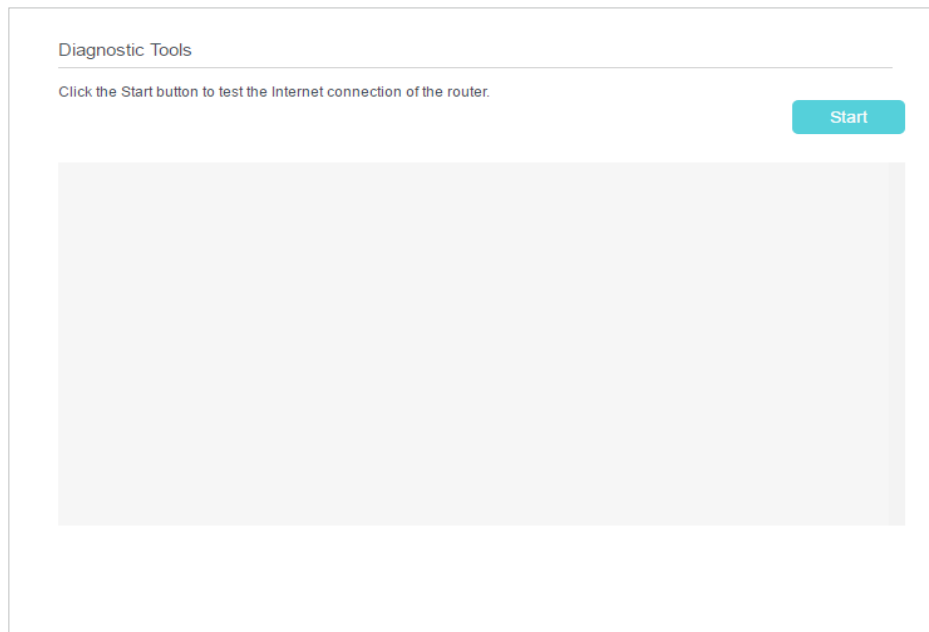 Diagnostic Tools
Click the Start button to test the Internet connection of the router.
Start